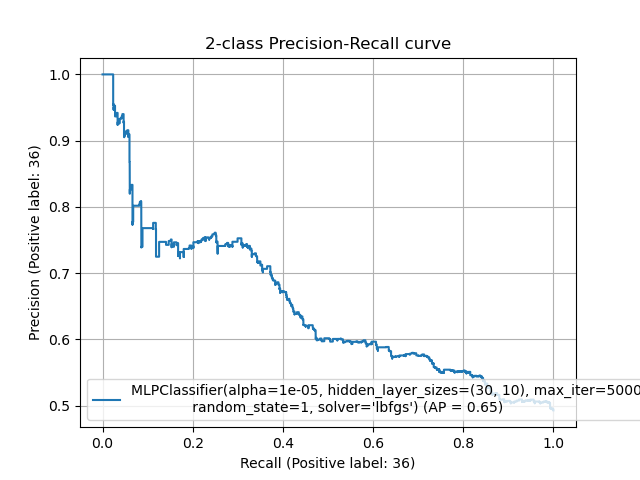 2-class Precision-Recall curve
1.0
0.9
0.8
0.7
0.6
0.5
Precision (Positive label: 36)
MLPClassifier(alpha=1e-05, hidden_layer_sizes=(30, 10), max_iter=5000
random_state=1, solver='lbfgs') (AP = 0.65)
0.0 0.2 0.4 0.6 0.8 1.0
Recall (Positive label: 36)